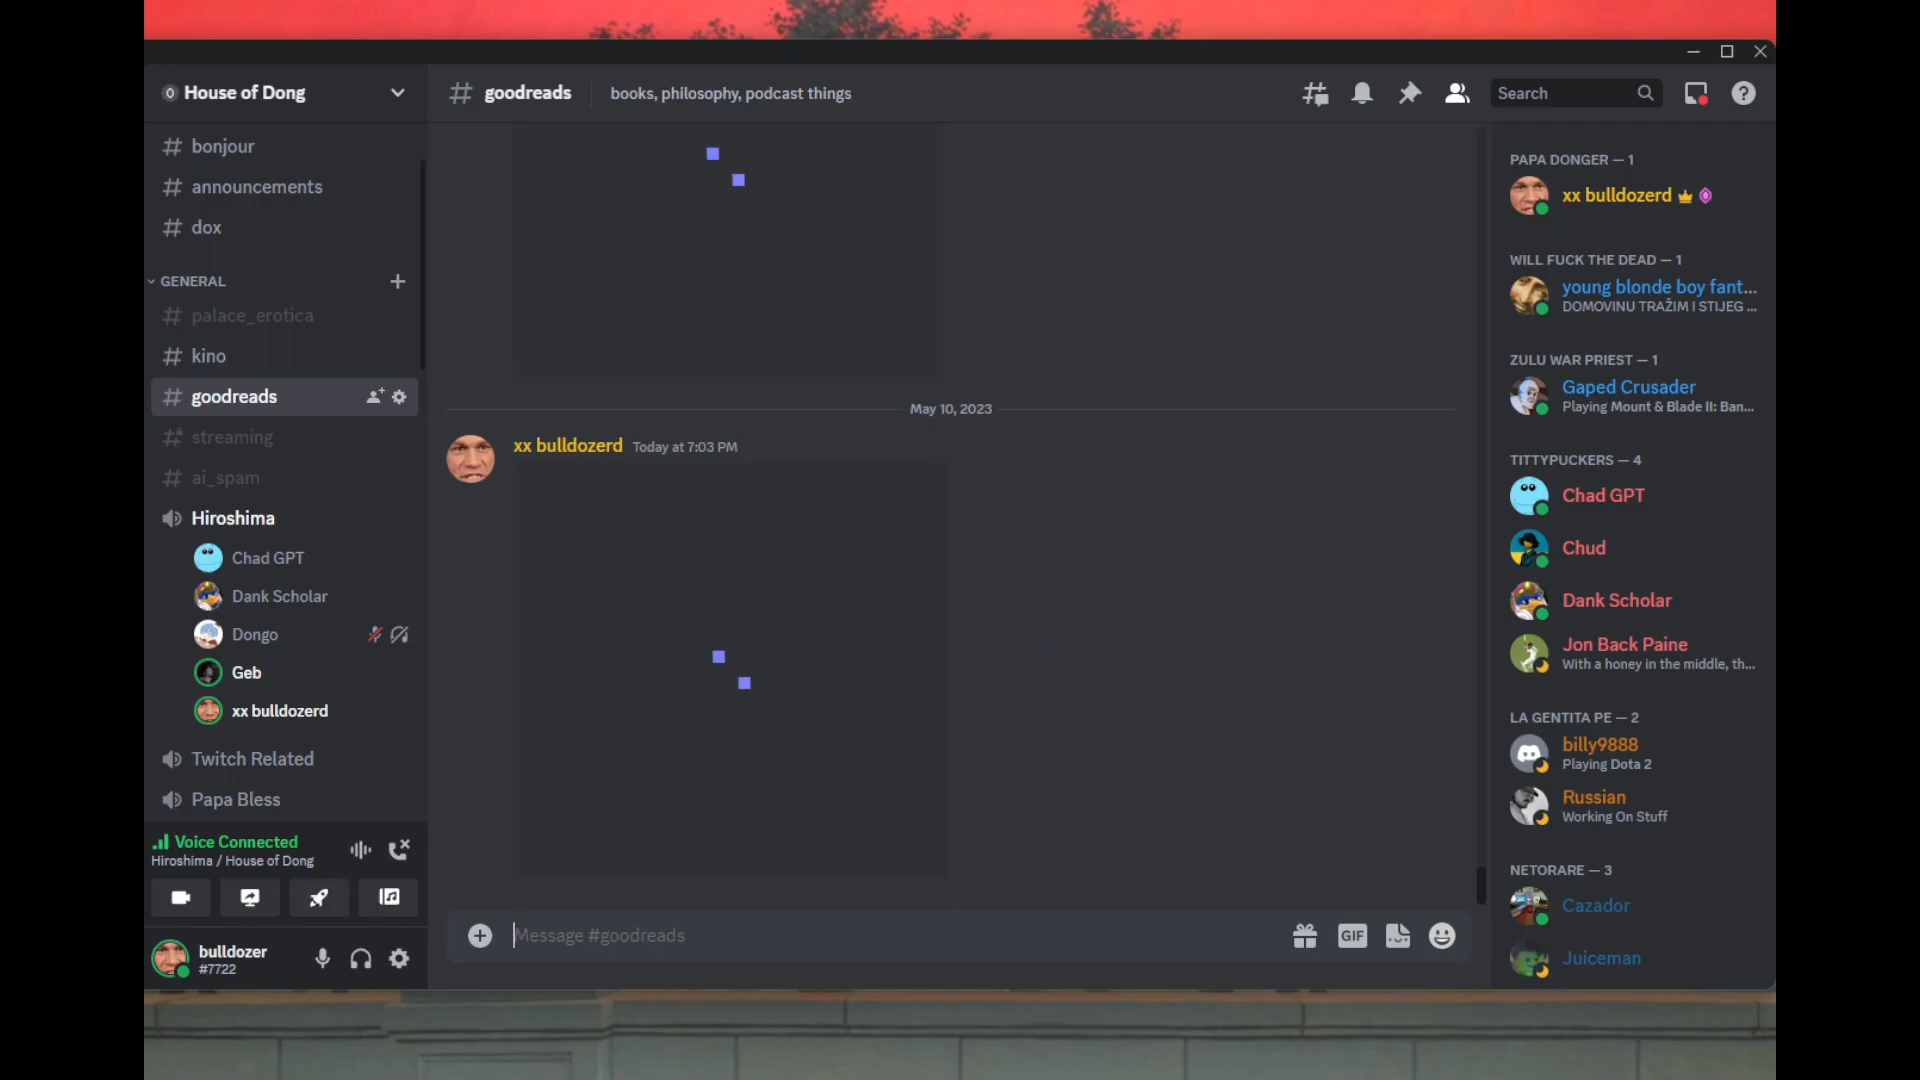 House of Dong
goodreads
books, philosophy, podcast things
Search
bonjour
announcements
dox
GENERAL
palace_erotica
kino
goodreads
streaming
ai_spam
Hiroshima
Chad GPT
Dank Scholar
Dongo
Geb
xx bulldozerd
Twitch Related
Papa Bless
Voice Connected
Hiroshima / House of Dong
bulldozer
#7722
May 10, 2023
xx bulldozerd Today at 7:03 PM
Message #goodreads
GIF
PAPA DONGER — 1
xx bulldozerd
WILL FUCK THE DEAD — 1
young blonde boy fant...
DOMOVINU TRAŽIM I STIJEG ...
ZULU WAR PRIEST — 1
Gaped Crusader
Playing Mount & Blade II: Ban...
TITTYPUCKERS — 4
Chad GPT
Chud
Dank Scholar
Jon Back Paine
With a honey in the middle, th...
LA GENTITA PE — 2
billy9888
Playing Dota 2
Russian
Working On Stuff
NETORARE — 3
Cazador
Juiceman